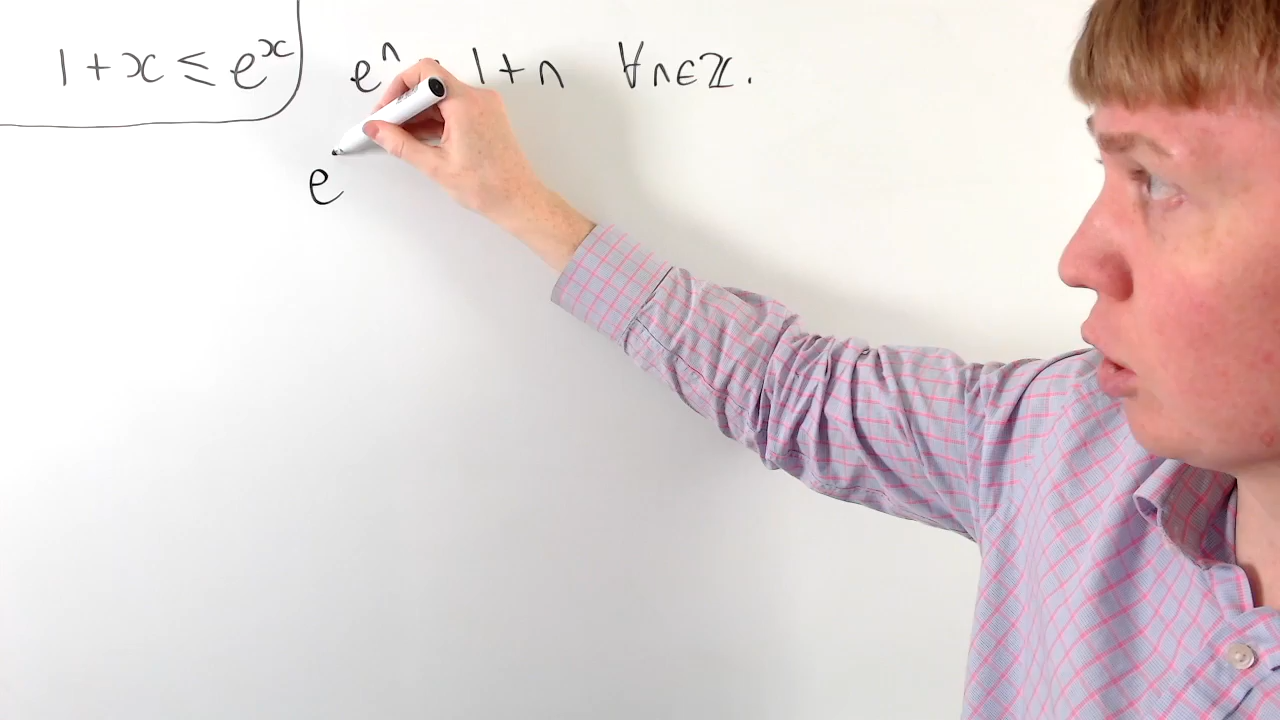 1 + x ≤ e^x
e^n 1 + n ∀n∈ℤ.
e